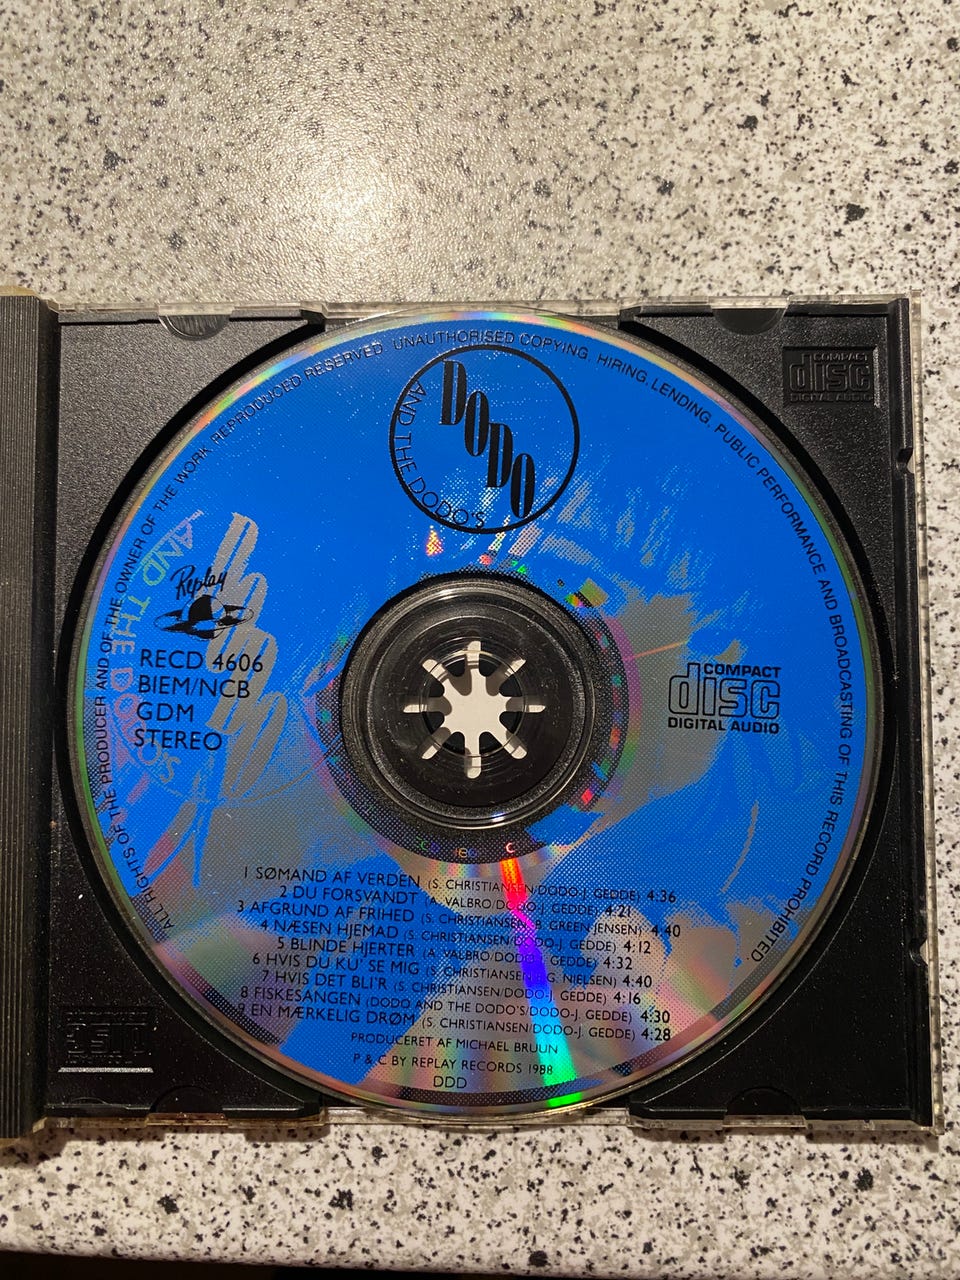 ALL RIGHTS OF THE PRODUCER AND OF THE OWNER OF THE WORK REPRODUCED RESERVED UNAUTHORISED COPYING, HIRING, LENDING, PUBLIC PERFORMANCE AND BROADCASTING OF THIS RECORD PROHIBITED.
DODO
AND THE DODO'S
COMPACT
disc
DIGITAL AUDIO
AND THE DODO'S
Replay
RECD 4606
BIEM/NCB
GDM
STEREO
COMPACT
disc
DIGITAL AUDIO
1 SØMAND AF VERDEN (S. CHRISTIANSEN/DODO-J. GEDDE) 4:36
2 DU FORSVANDT (A. VALBRO/DODO-J. GEDDE) 4:21
3 AFGRUND AF FRIHED (S. CHRISTIANSEN/B. GREEN-JENSEN) 4:40
4 NÆSEN HJEMAD (S. CHRISTIANSEN/DODO-J. GEDDE) 4:12
5 BLINDE HJERTER (A. VALBRO/DODO-J. GEDDE) 4:32
6 HVIS DU KU' SE MIG (S. CHRISTIANSEN/G. NIELSEN) 4:40
7 HVIS DET BLI'R (S. CHRISTIANSEN/DODO-J. GEDDE) 4:16
8 FISKESANGEN (DODO AND THE DODO'S/DODO-J. GEDDE) 4:30
9 EN MÆRKELIG DRØM (S. CHRISTIANSEN/DODO-J. GEDDE) 4:28
PRODUCERET AF MICHAEL BRUUN
P & C BY REPLAY RECORDS 1988
DDD